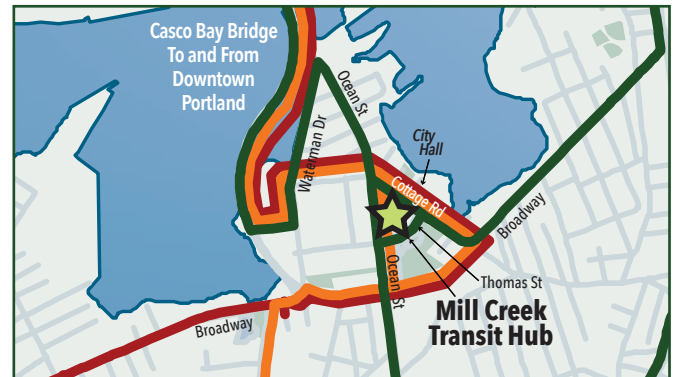 Casco Bay Bridge
To and From
Downtown
Portland
Ocean St
Waterman Dr
City
Hall
Cottage Rd
Broadway
Thomas St
Ocean St
Mill Creek
Transit Hub
Broadway